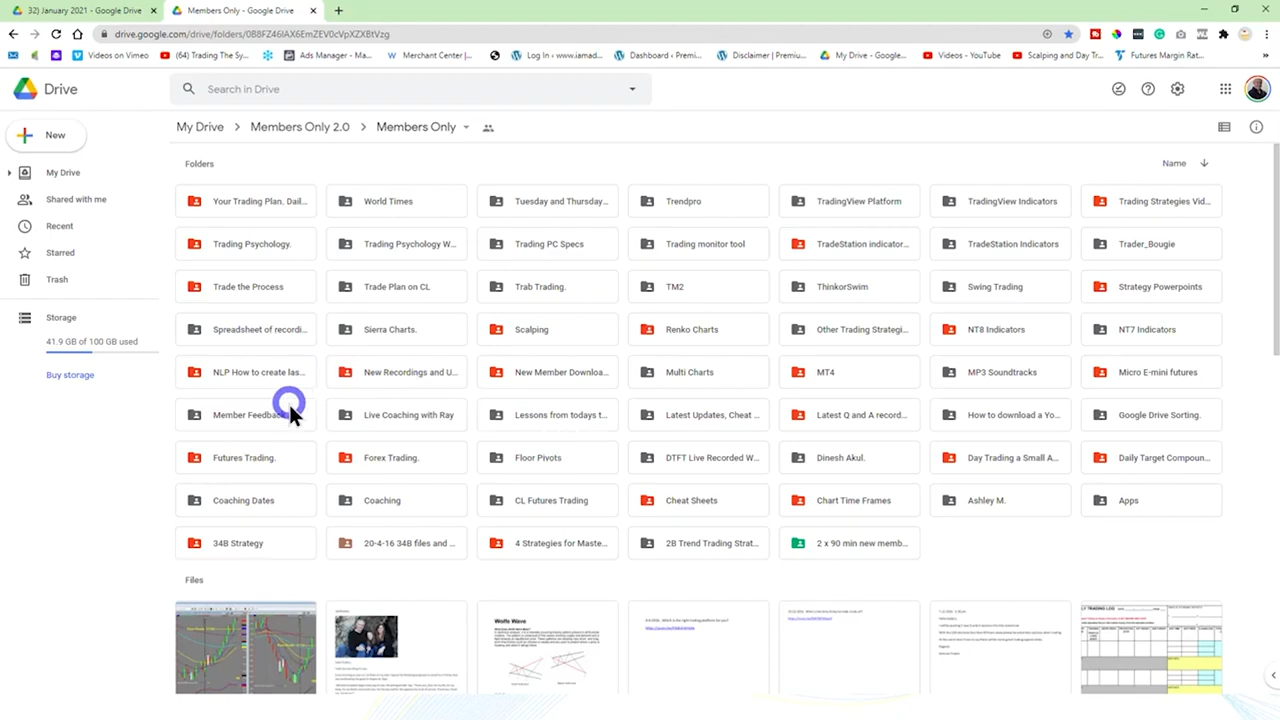 32) January 2021 - Google Drive
Members Only - Google Drive
drive.google.com/drive/folders/
Videos on Vimeo
(64) Trading The Sy...
Ads Manager - Ma...
Merchant Center |...
Log In ‹ www.iamad...
Dashboard ‹ Premi...
Disclaimer | Premiu...
My Drive - Google...
Videos - YouTube
Scalping and Day Tr...
Futures Margin Rat...
Drive
Search in Drive
New
My Drive
Members Only 2.0
Members Only
My Drive
Shared with me
Recent
Starred
Trash
Storage
41.9 GB of 100 GB used
Buy storage
Folders
Name
Your Trading Plan. Dail...
World Times
Tuesday and Thursday...
Trendpro
TradingView Platform
TradingView Indicators
Trading Strategies Vid...
Trading Psychology.
Trading Psychology W...
Trading PC Specs
Trading monitor tool
TradeStation indicator...
TradeStation Indicators
Trader_Bougie
Trade the Process
Trade Plan on CL
Trab Trading.
TM2
ThinkorSwim
Swing Trading
Strategy Powerpoints
Spreadsheet of recordi...
Sierra Charts.
Scalping
Renko Charts
Other Trading Strategi...
NT8 Indicators
NT7 Indicators
NLP How to create las...
New Recordings and U...
New Member Downloa...
Multi Charts
MT4
MP3 Soundtracks
Micro E-mini futures
Member Feedback
Live Coaching with Ray
Lessons from todays t...
Latest Updates, Cheat ...
Latest Q and A record...
How to download a Yo...
Google Drive Sorting.
Futures Trading.
Forex Trading.
Floor Pivots
DTFT Live Recorded W...
Dinesh Akul.
Day Trading a Small A...
Daily Target Compoun...
Coaching Dates
Coaching
CL Futures Trading
Cheat Sheets
Chart Time Frames
Ashley M.
Apps
34B Strategy
20-4-16 34B files and ...
4 Strategies for Maste...
2B Trend Trading Strat...
2 x 90 min new memb...
Files
Wolfe Wave